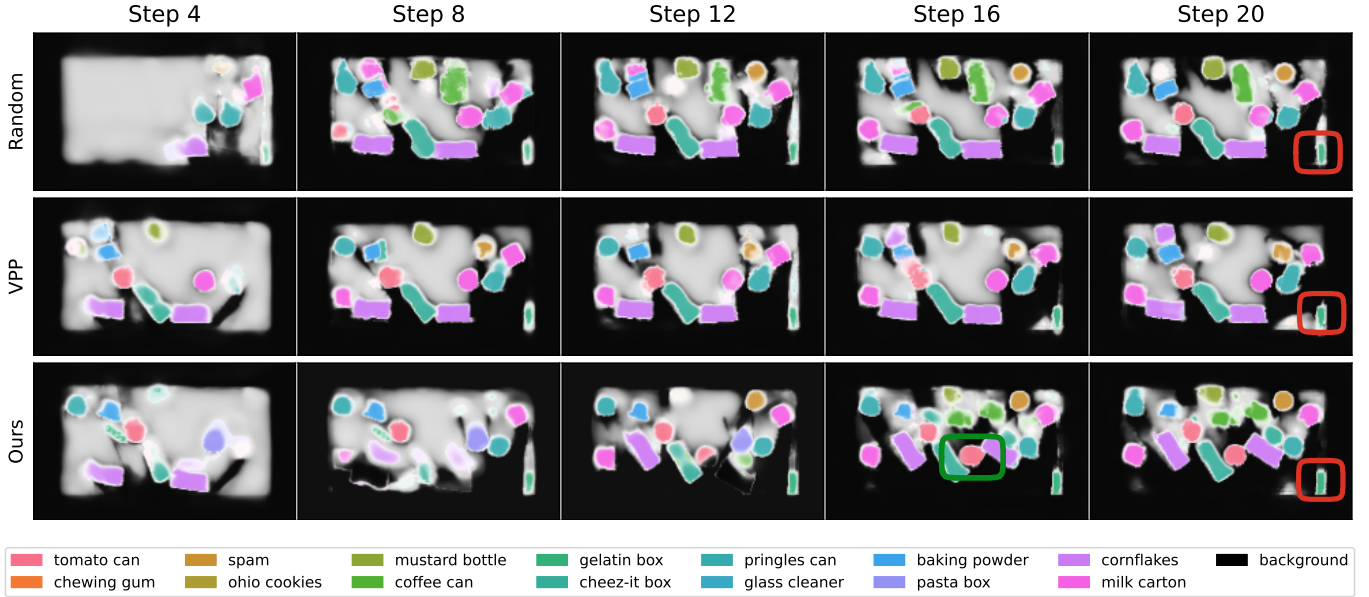 Step 4 Step 8 Step 12 Step 16 Step 20
Random
VPP
Ours
tomato can spam mustard bottle gelatin box pringles can baking powder cornflakes background
chewing gum ohio cookies coffee can cheez-it box glass cleaner pasta box milk carton